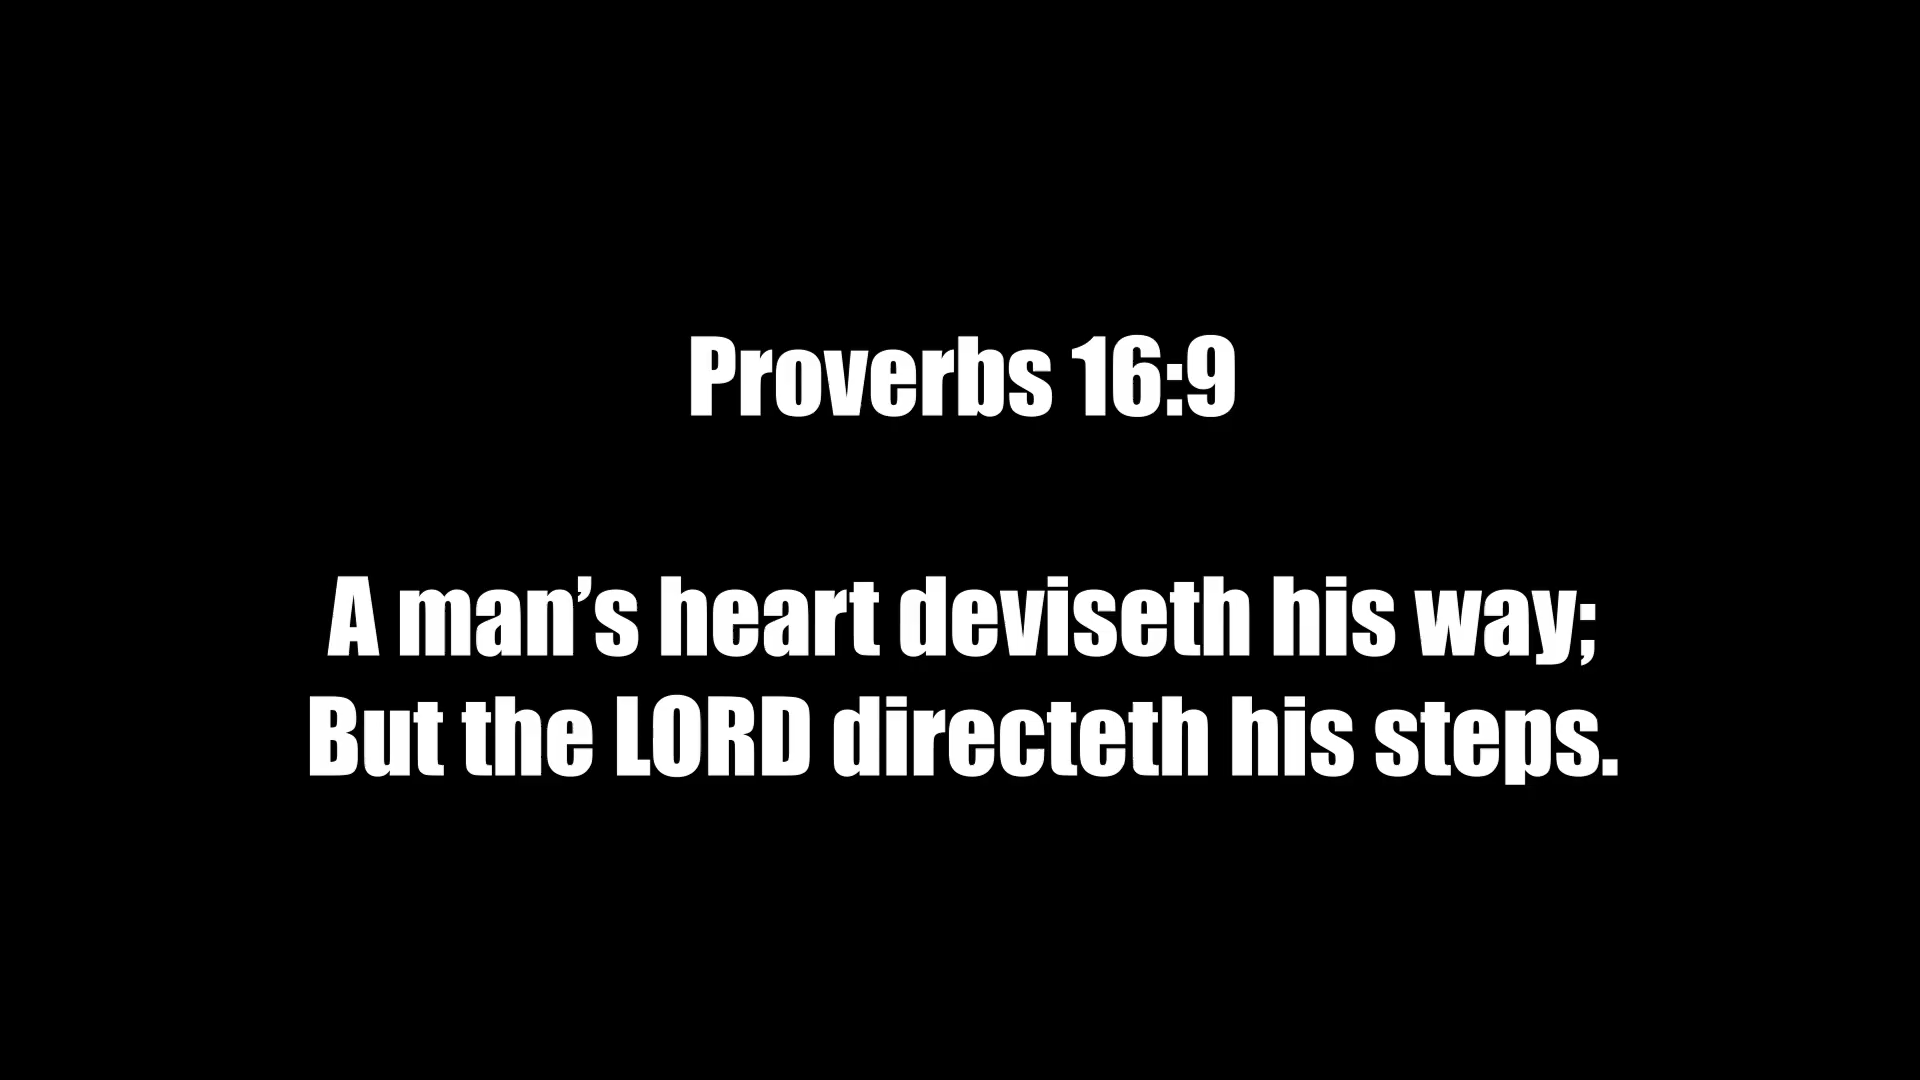 Proverbs 16:9
A man’s heart deviseth his way;
But the LORD directeth his steps.